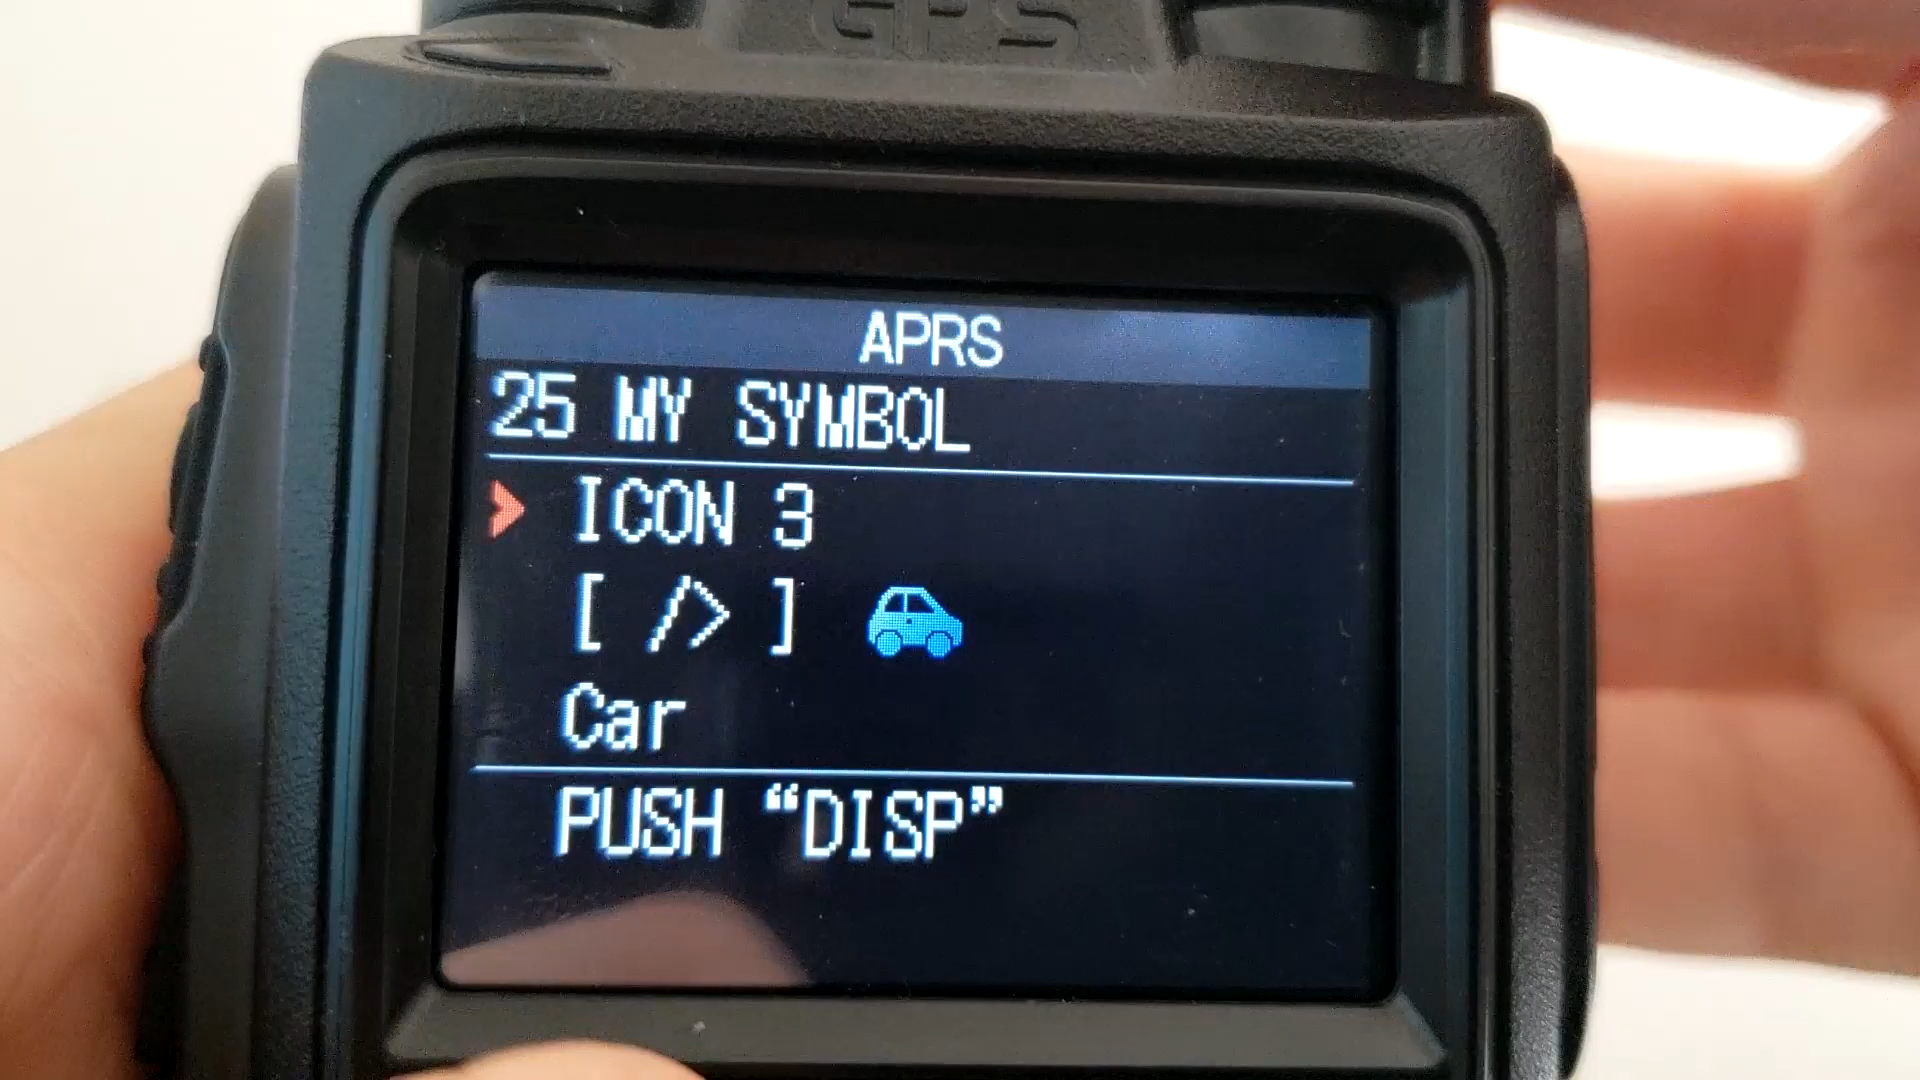 GPS
APRS
25 MY SYMBOL
ICON 3
[ /> ]
Car
PUSH “DISP”